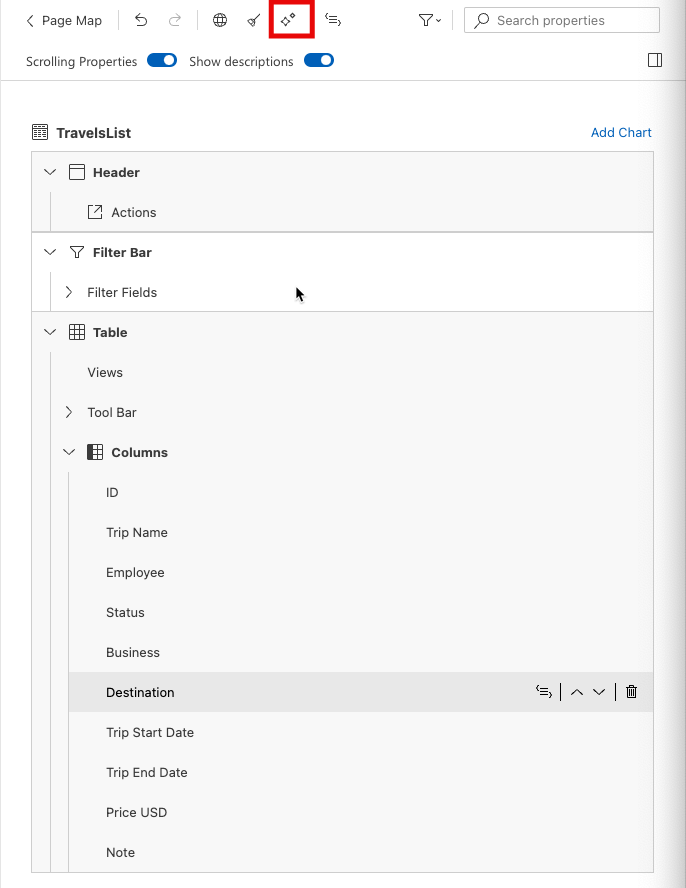 Page Map
Search properties
Scrolling Properties
Show descriptions
TravelsList
Add Chart
Header
Actions
Filter Bar
Filter Fields
Table
Views
Tool Bar
Columns
ID
Trip Name
Employee
Status
Business
Destination
Trip Start Date
Trip End Date
Price USD
Note